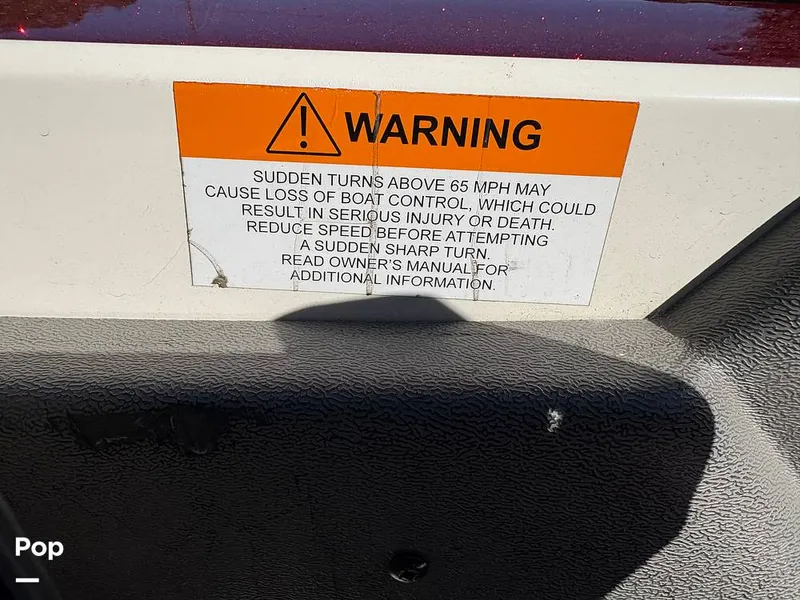 WARNING
SUDDEN TURNS ABOVE 65 MPH MAY
CAUSE LOSS OF BOAT CONTROL, WHICH COULD
RESULT IN SERIOUS INJURY OR DEATH.
REDUCE SPEED BEFORE ATTEMPTING
A SUDDEN SHARP TURN.
READ OWNER'S MANUAL FOR
ADDITIONAL INFORMATION.
Pop